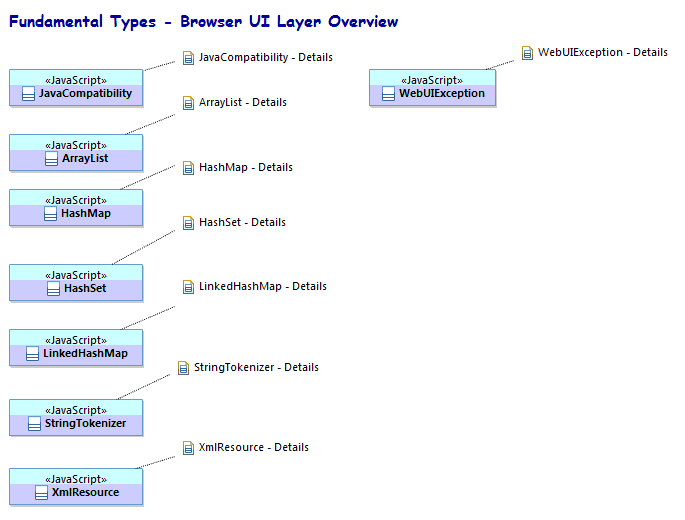 Fundamental Types - Browser UI Layer Overview
JavaCompatibility - Details
WebUIException - Details
«JavaScript»
JavaCompatibility
«JavaScript»
WebUIException
ArrayList - Details
«JavaScript»
ArrayList
HashMap - Details
«JavaScript»
HashMap
HashSet - Details
«JavaScript»
HashSet
LinkedHashMap - Details
«JavaScript»
LinkedHashMap
StringTokenizer - Details
«JavaScript»
StringTokenizer
XmlResource - Details
«JavaScript»
XmlResource